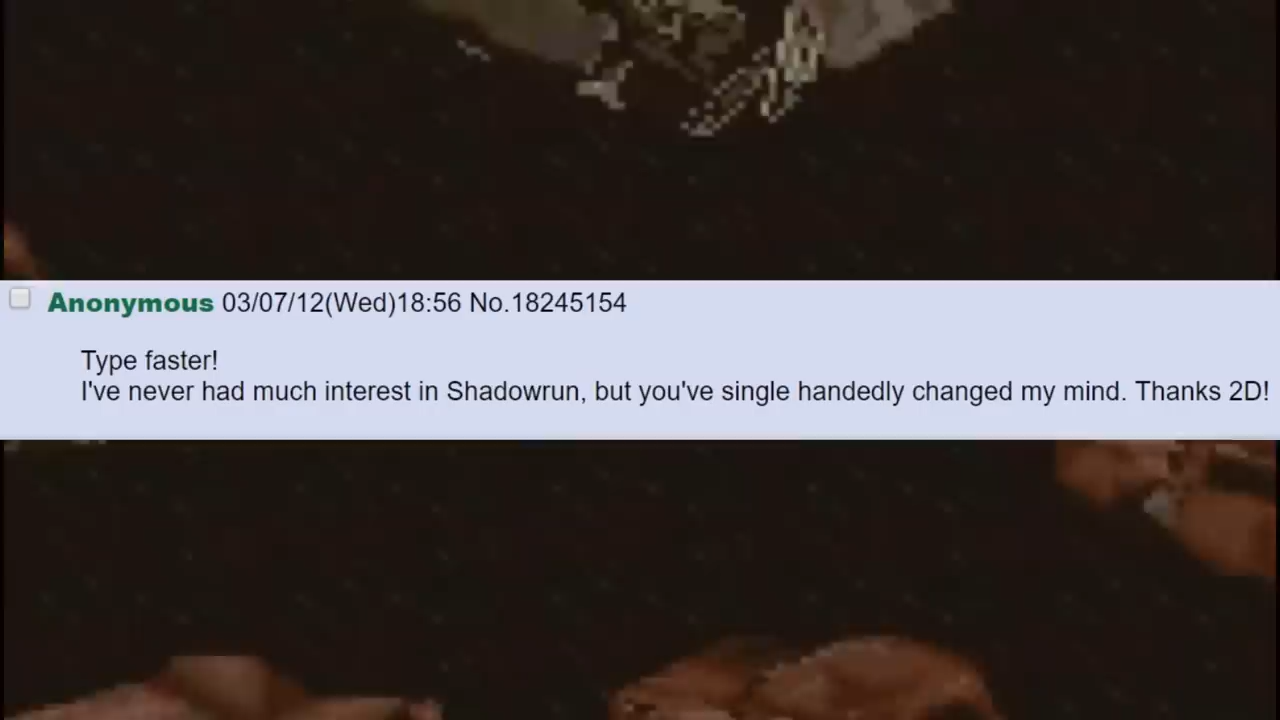 Anonymous 03/07/12(Wed)18:56 No.18245154
Type faster!
I've never had much interest in Shadowrun, but you've single handedly changed my mind. Thanks 2D!